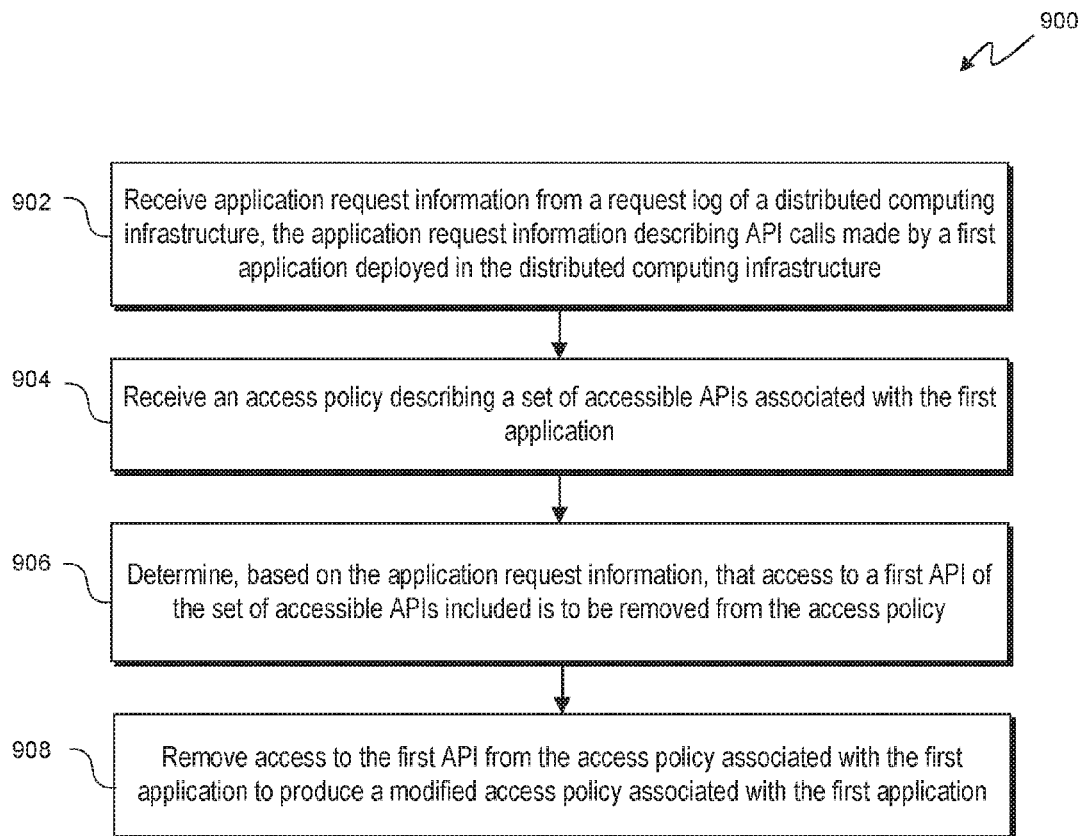 900
902
Receive application request information from a request log of a distributed computing
infrastructure, the application request information describing API calls made by a first
application deployed in the distributed computing infrastructure
904
Receive an access policy describing a set of accessible APIs associated with the first
application
906
Determine, based on the application request information, that access to a first API of
the set of accessible APIs included is to be removed from the access policy
908
Remove access to the first API from the access policy associated with the first
application to produce a modified access policy associated with the first application